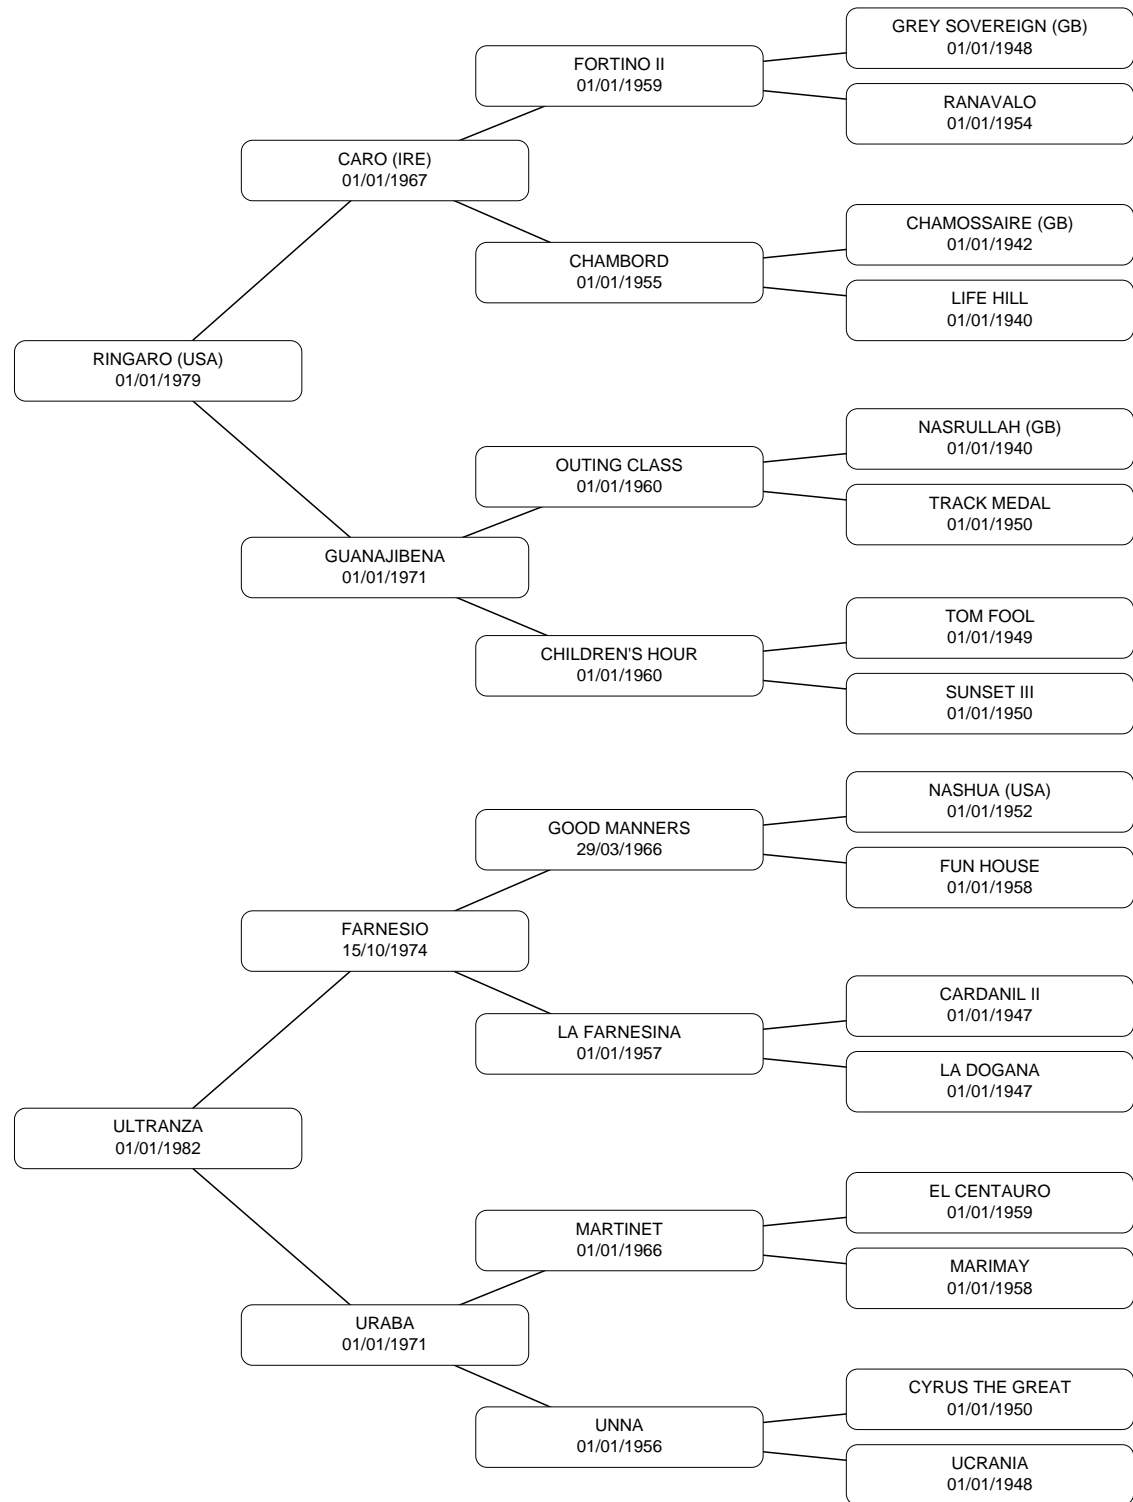 GREY SOVEREIGN (GB)
01/01/1948
FORTINO II
01/01/1959
RANAVALO
01/01/1954
CARO (IRE)
01/01/1967
CHAMOSSAIRE (GB)
01/01/1942
CHAMBORD
01/01/1955
LIFE HILL
01/01/1940
RINGARO (USA)
01/01/1979
NASRULLAH (GB)
01/01/1940
OUTING CLASS
01/01/1960
TRACK MEDAL
01/01/1950
GUANAJIBENA
01/01/1971
TOM FOOL
01/01/1949
CHILDREN'S HOUR
01/01/1960
SUNSET III
01/01/1950
NASHUA (USA)
01/01/1952
GOOD MANNERS
29/03/1966
FUN HOUSE
01/01/1958
FARNESIO
15/10/1974
CARDANIL II
01/01/1947
LA FARNESINA
01/01/1957
LA DOGANA
01/01/1947
ULTRANZA
01/01/1982
EL CENTAURO
01/01/1959
MARTINET
01/01/1966
MARIMAY
01/01/1958
URABA
01/01/1971
CYRUS THE GREAT
01/01/1950
UNNA
01/01/1956
UCRANIA
01/01/1948